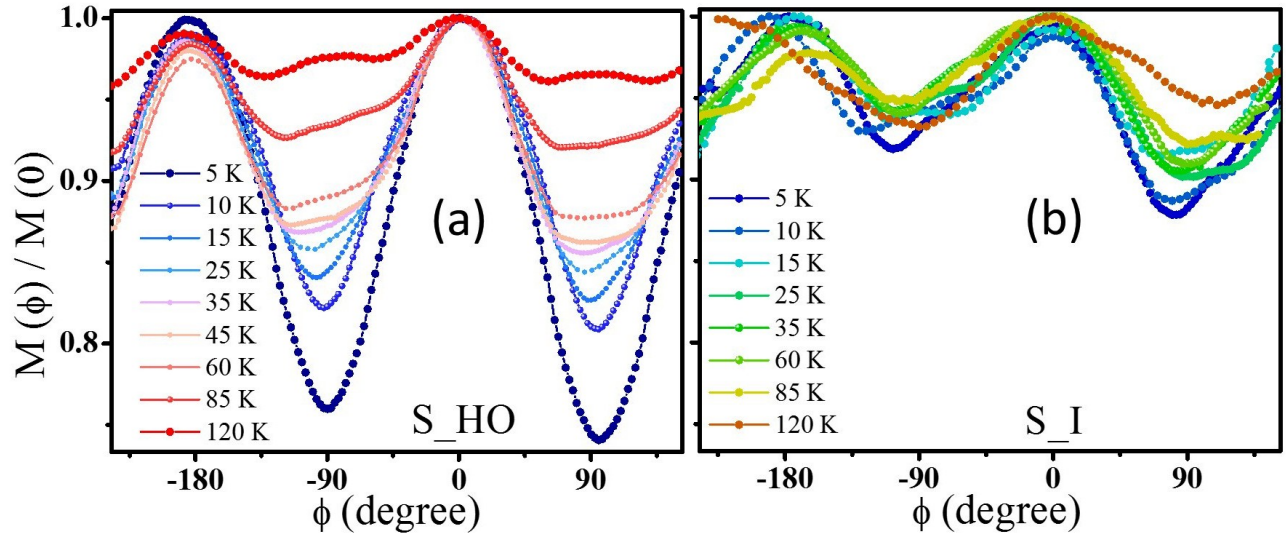 M (ϕ) / M (0)
1.0
0.9
0.8
(a)
5 K
10 K
15 K
25 K
35 K
45 K
60 K
85 K
120 K
S_HO
-180
-90
0
90
ϕ (degree)
(b)
5 K
10 K
15 K
25 K
35 K
60 K
85 K
120 K
S_I
-180
-90
0
90
ϕ (degree)